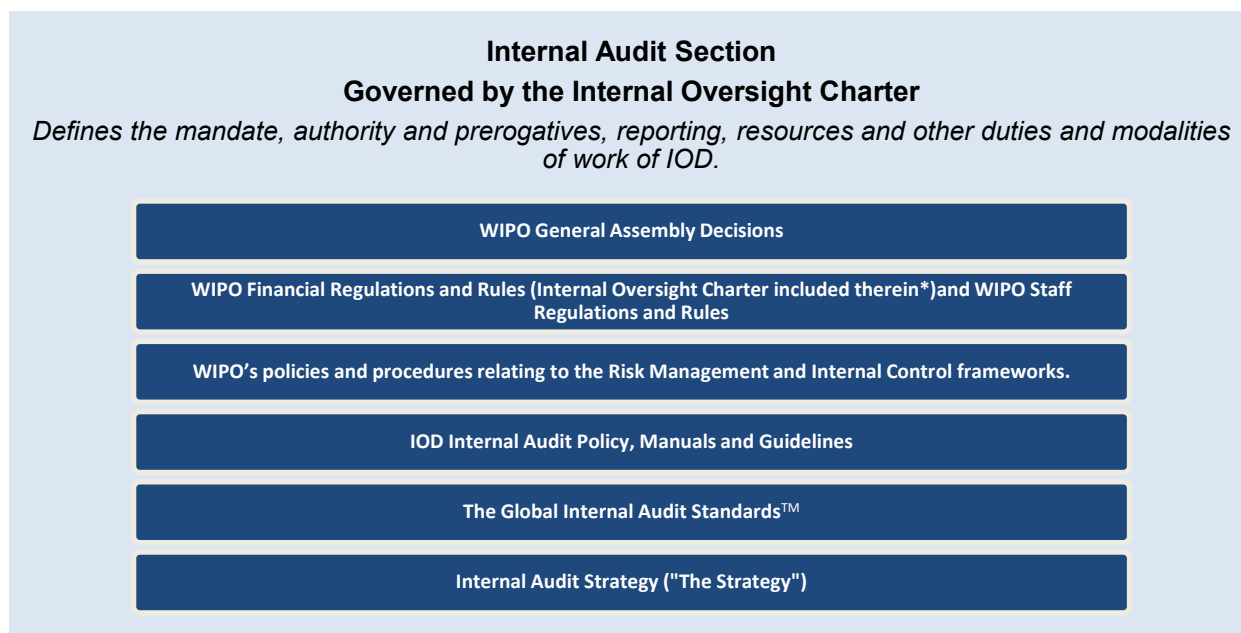 Internal Audit Section
Governed by the Internal Oversight Charter
Defines the mandate, authority and prerogatives, reporting, resources and other duties and modalities
of work of IOD.
WIPO General Assembly Decisions
WIPO Financial Regulations and Rules (Internal Oversight Charter included therein*)and WIPO Staff
Regulations and Rules
WIPO’s policies and procedures relating to the Risk Management and Internal Control frameworks.
IOD Internal Audit Policy, Manuals and Guidelines
The Global Internal Audit Standards™
Internal Audit Strategy ("The Strategy")